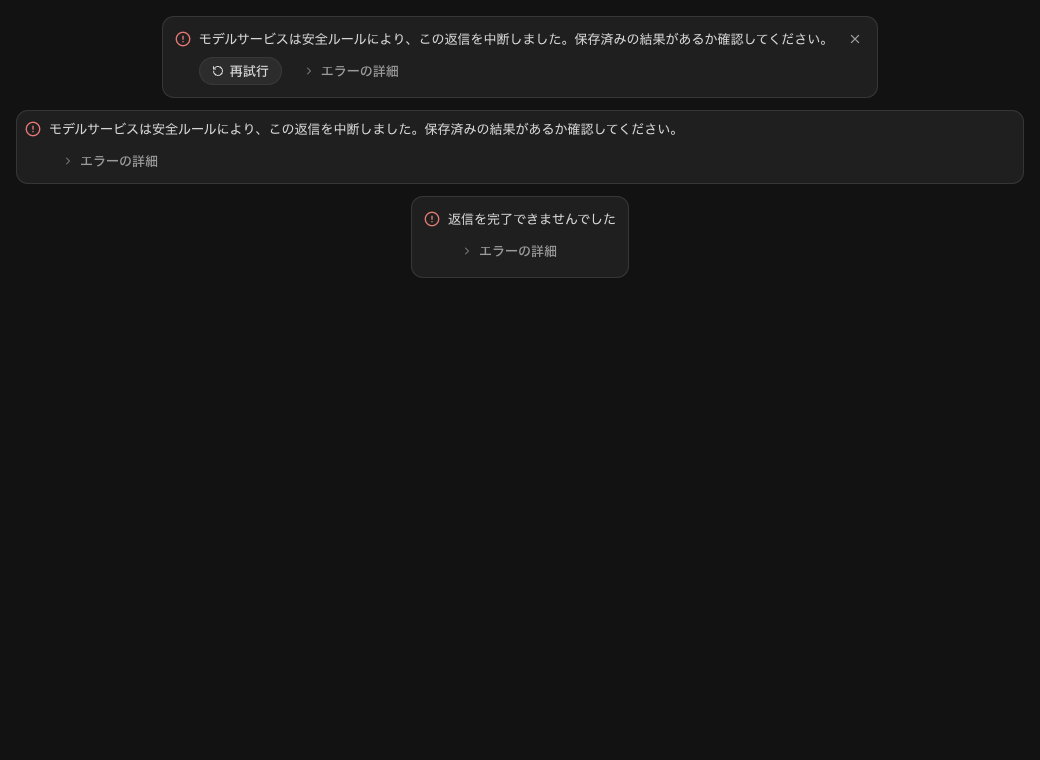 モデルサービスは安全ルールにより、この返信を中断しました。保存済みの結果があるか確認してください。
再試行
エラーの詳細
モデルサービスは安全ルールにより、この返信を中断しました。保存済みの結果があるか確認してください。
エラーの詳細
返信を完了できませんでした
エラーの詳細